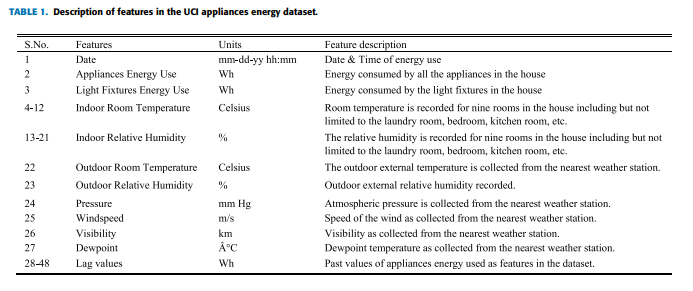 TABLE 1. Description of features in the UCI appliances energy dataset.
S.No. Features Units Feature description
1 Date mm-dd-yy hh:mm Date & Time of energy use
2 Appliances Energy Use Wh Energy consumed by all the appliances in the house
3 Light Fixtures Energy Use Wh Energy consumed by the light fixtures in the house
4-12 Indoor Room Temperature Celsius Room temperature is recorded for nine rooms in the house including but not
limited to the laundry room, bedroom, kitchen room, etc.
13-21 Indoor Relative Humidity % The relative humidity is recorded for nine rooms in the house including but not
limited to the laundry room, bedroom, kitchen room, etc.
22 Outdoor Room Temperature Celsius The outdoor external temperature is collected from the nearest weather station.
23 Outdoor Relative Humidity % Outdoor external relative humidity recorded.
24 Pressure mm Hg Atmospheric pressure is collected from the nearest weather station.
25 Windspeed m/s Speed of the wind as collected from the nearest weather station.
26 Visibility km Visibility as collected from the nearest weather station.
27 Dewpoint Â°C Dewpoint temperature as collected from the nearest weather station.
28-48 Lag values Wh Past values of appliances energy used as features in the dataset.